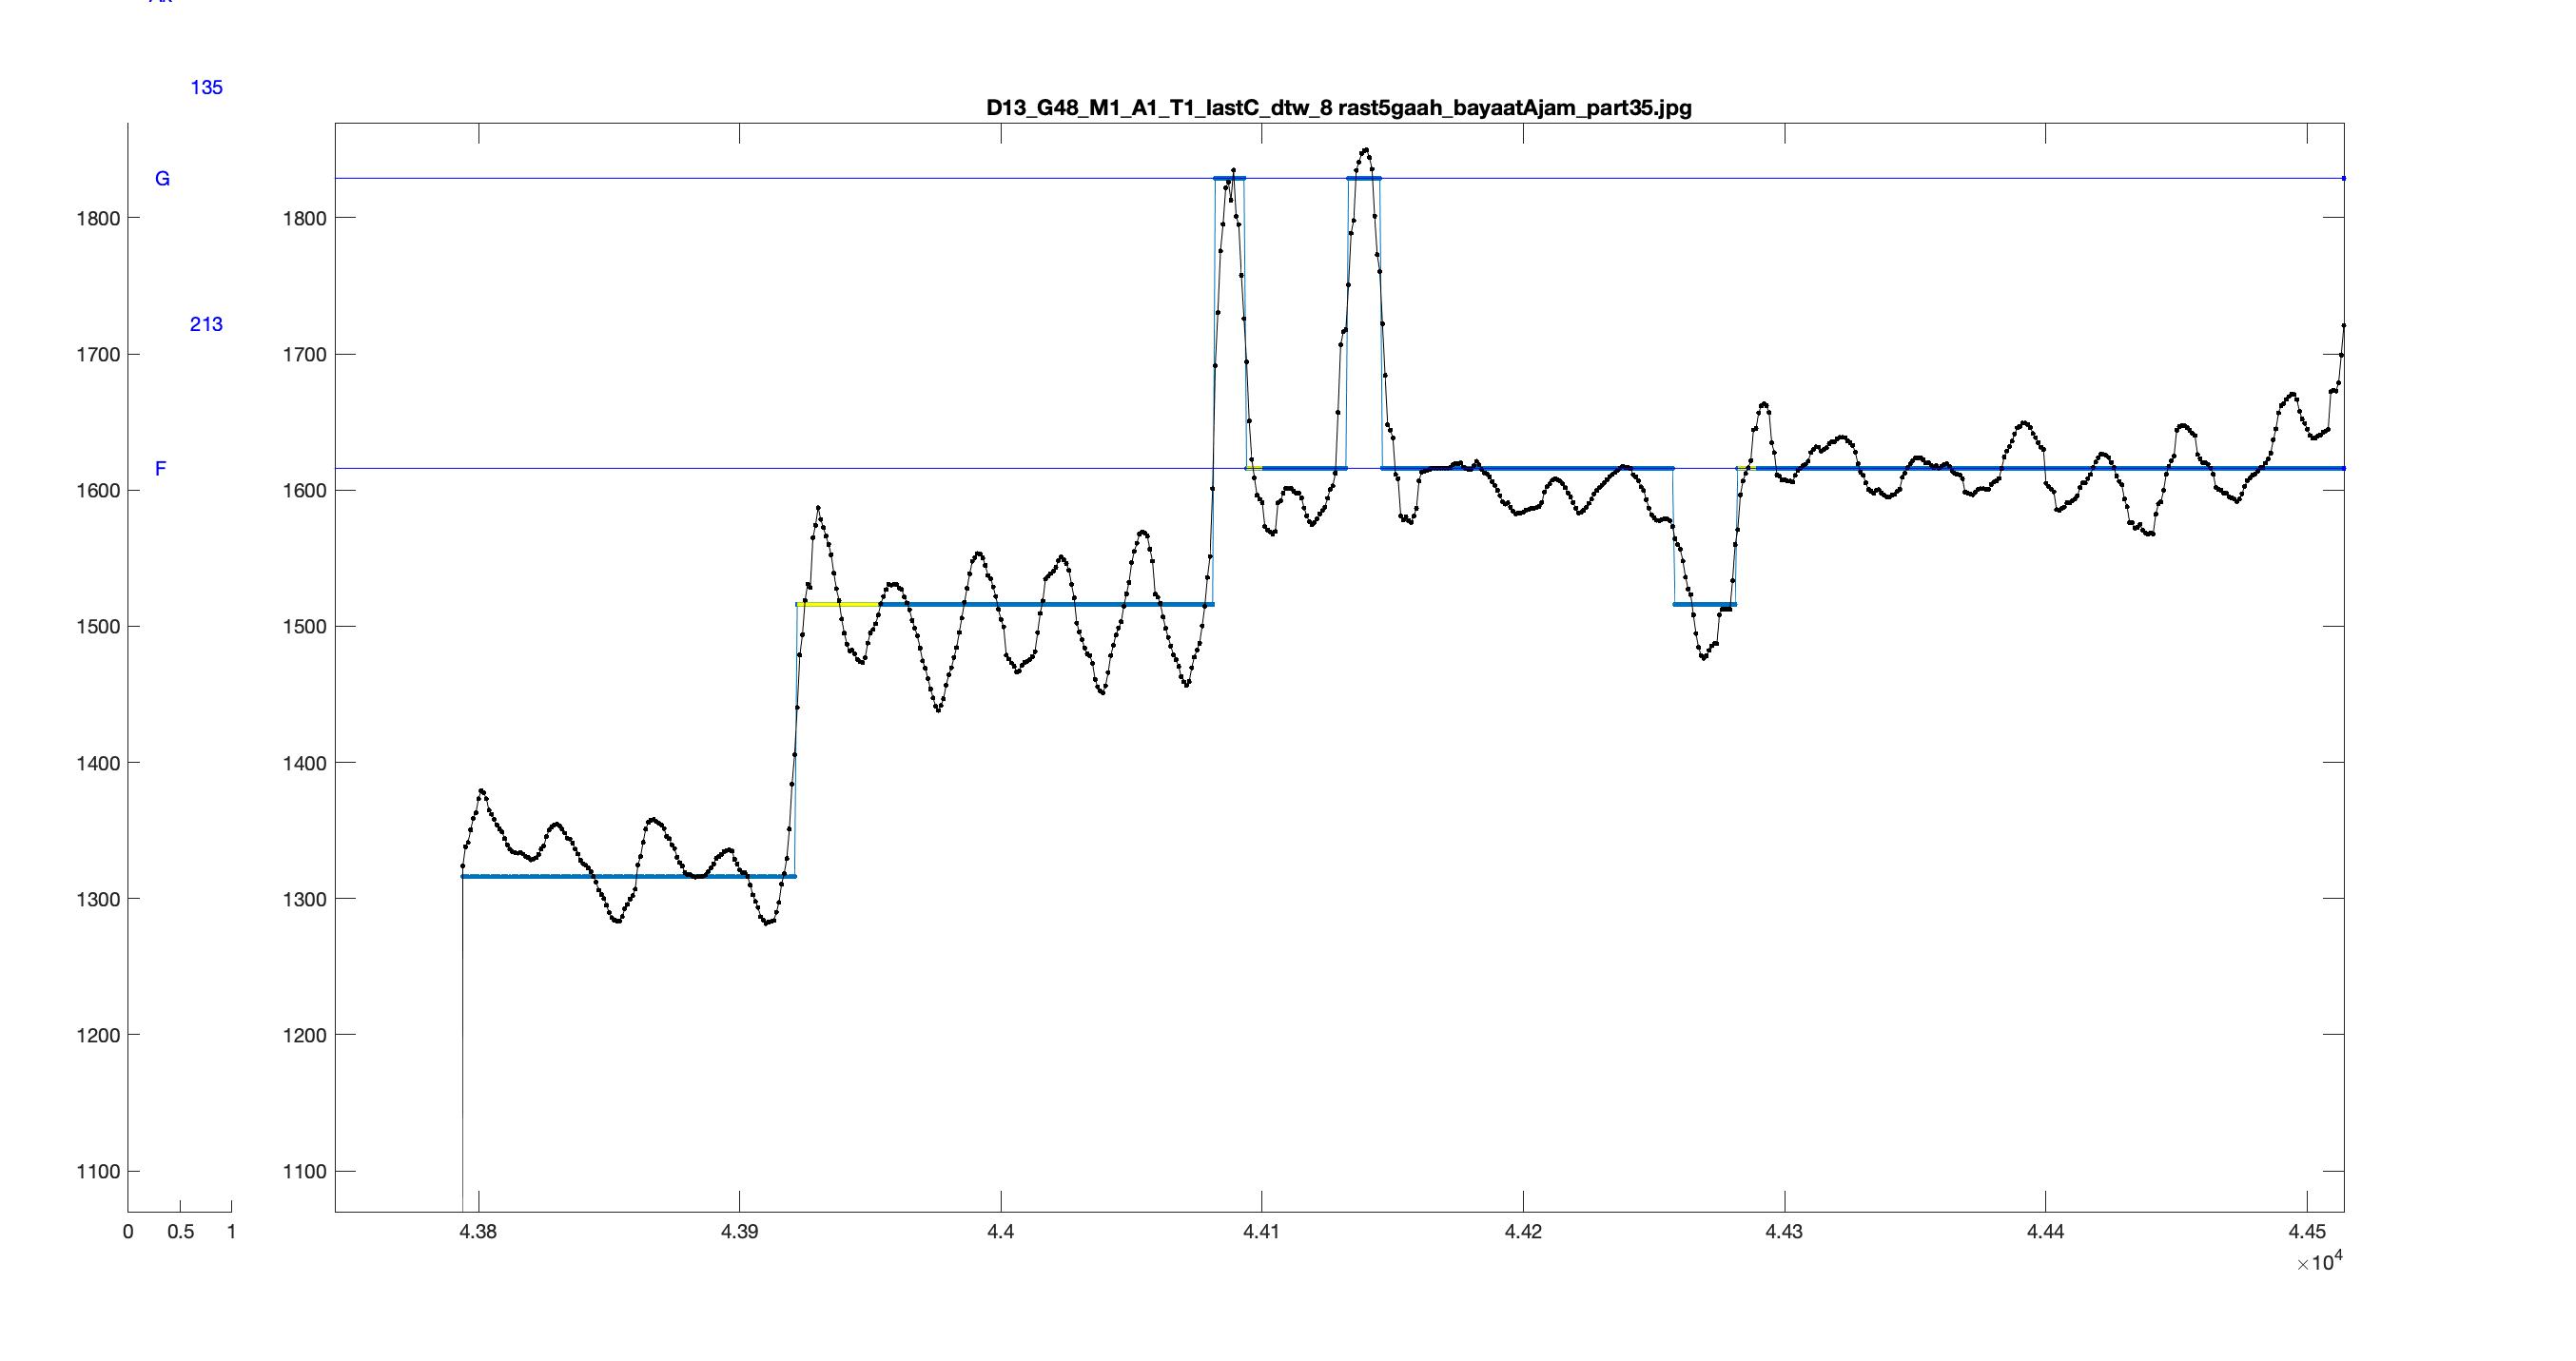 135
D13_G48_M1_A1_T1_lastC_dtw_8 rast5gaah_bayaatAjam_part35.jpg
G
1800 1800
213
1700 1700
F
1600 1600
1500 1500
1400 1400
1300 1300
1200 1200
1100 1100
0 0.5 1 4.38 4.39 4.4 4.41 4.42 4.43 4.44 4.45
×10⁴